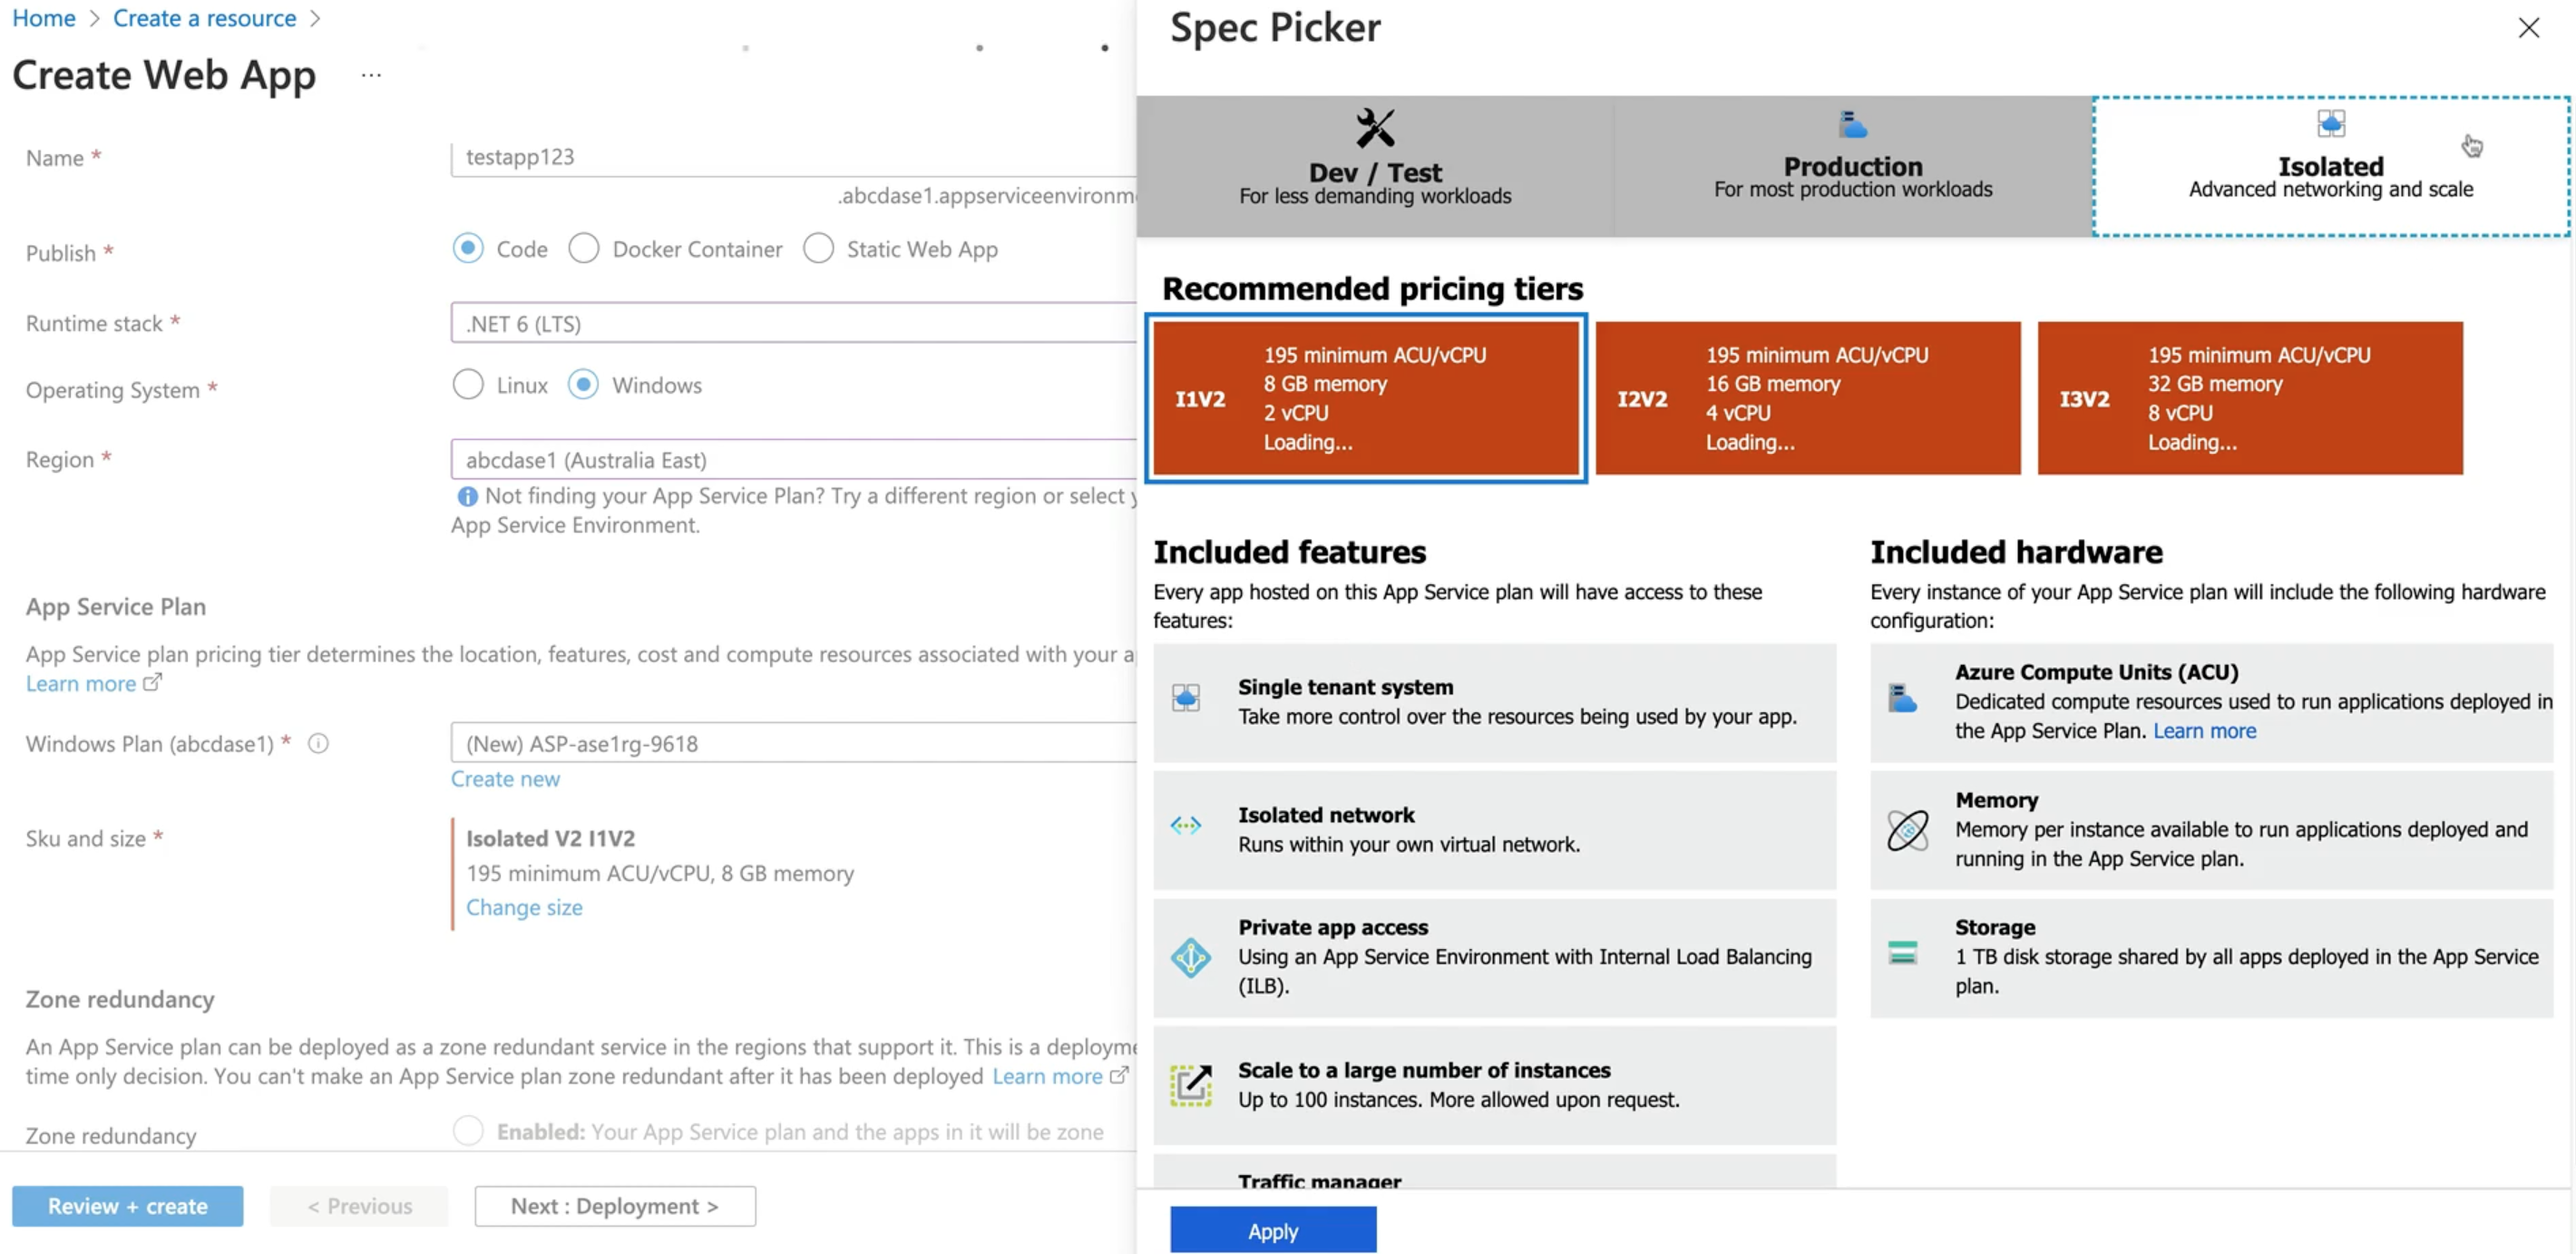 Home > Create a resource >
Create Web App ...
Name *
testapp123
.abcdase1.appserviceenvironm
Publish *
Code
Docker Container
Static Web App
Runtime stack *
.NET 6 (LTS)
Operating System *
Linux
Windows
Region *
abcdase1 (Australia East)
Not finding your App Service Plan? Try a different region or select
App Service Environment.
App Service Plan
App Service plan pricing tier determines the location, features, cost and compute resources associated with your a
Learn more
Windows Plan (abcdase1) *
(New) ASP-ase1rg-9618
Create new
Sku and size *
Isolated V2 I1V2
195 minimum ACU/vCPU, 8 GB memory
Change size
Zone redundancy
An App Service plan can be deployed as a zone redundant service in the regions that support it. This is a deployme
time only decision. You can't make an App Service plan zone redundant after it has been deployed Learn more
Zone redundancy
Enabled: Your App Service plan and the apps in it will be zone
Review + create
< Previous
Next : Deployment >
Spec Picker
Dev / Test
For less demanding workloads
Production
For most production workloads
Isolated
Advanced networking and scale
Recommended pricing tiers
I1V2
195 minimum ACU/vCPU
8 GB memory
2 vCPU
Loading...
I2V2
195 minimum ACU/vCPU
16 GB memory
4 vCPU
Loading...
I3V2
195 minimum ACU/vCPU
32 GB memory
8 vCPU
Loading...
Included features
Every app hosted on this App Service plan will have access to these
features:
Single tenant system
Take more control over the resources being used by your app.
Isolated network
Runs within your own virtual network.
Private app access
Using an App Service Environment with Internal Load Balancing
(ILB).
Scale to a large number of instances
Up to 100 instances. More allowed upon request.
Traffic manager
Included hardware
Every instance of your App Service plan will include the following hardware
configuration:
Azure Compute Units (ACU)
Dedicated compute resources used to run applications deployed in
the App Service Plan. Learn more
Memory
Memory per instance available to run applications deployed and
running in the App Service plan.
Storage
1 TB disk storage shared by all apps deployed in the App Service
plan.
Apply